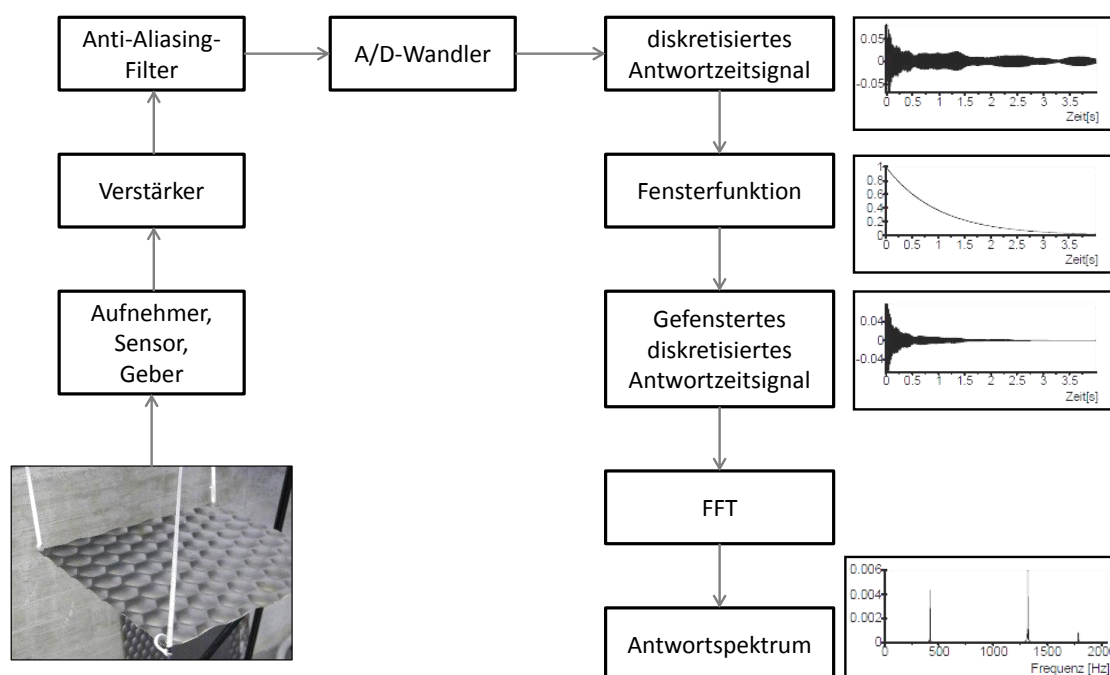 Anti-Aliasing-
Filter
A/D-Wandler
diskretisiertes
Antwortzeitsignal
0.05
0
-0.05
0 0.5 1 1.5 2 2.5 3 3.5
Zeit[s]
Verstärker
Fensterfunktion
1
0.8
0.6
0.4
0.2
0
0 0.5 1 1.5 2 2.5 3 3.5
Zeit[s]
Aufnehmer,
Sensor,
Geber
Gefenstertes
diskretisiertes
Antwortzeitsignal
0.04
0
-0.04
0 0.5 1 1.5 2 2.5 3 3.5
Zeit[s]
FFT
Antwortspektrum
0.006
0.004
0.002
0
0 500 1000 1500 2000
Frequenz [Hz]